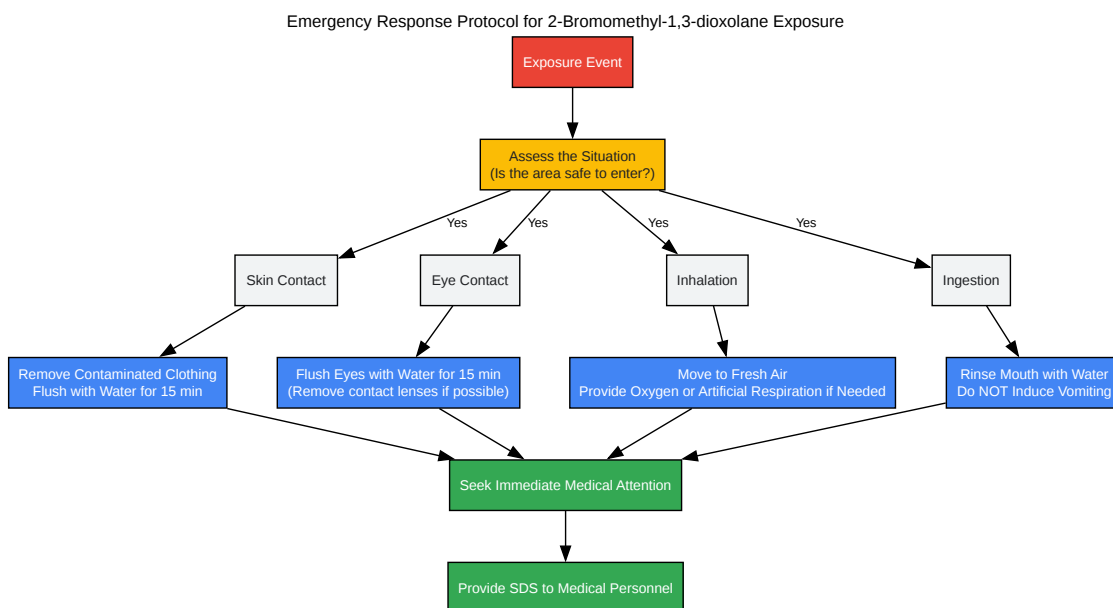 Emergency Response Protocol for 2-Bromomethyl-1,3-dioxolane Exposure
Exposure Event
Assess the Situation
(Is the area safe to enter?)
Yes
Yes
Yes
Yes
Skin Contact
Eye Contact
Inhalation
Ingestion
Remove Contaminated Clothing
Flush with Water for 15 min
Flush Eyes with Water for 15 min
(Remove contact lenses if possible)
Move to Fresh Air
Provide Oxygen or Artificial Respiration if Needed
Rinse Mouth with Water
Do NOT Induce Vomiting
Seek Immediate Medical Attention
Provide SDS to Medical Personnel